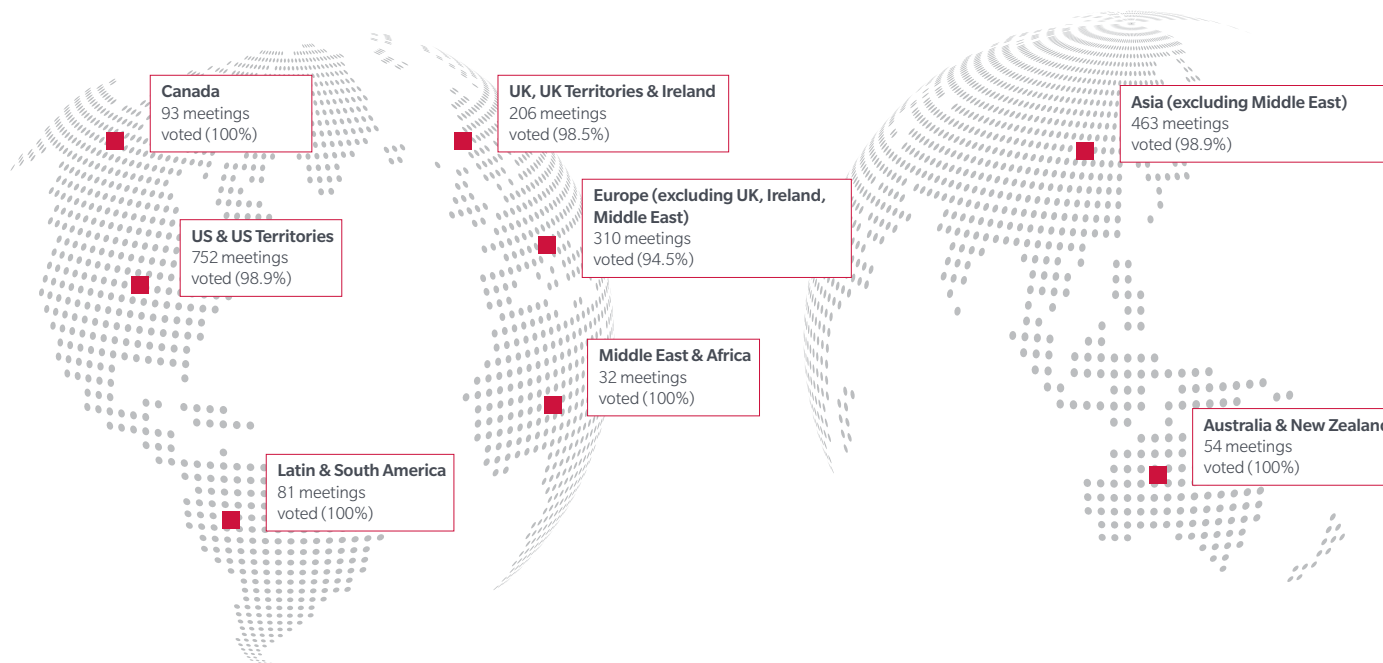 Canada
93 meetings
voted (100%)
UK, UK Territories & Ireland
206 meetings
voted (98.5%)
Asia (excluding Middle East)
463 meetings
voted (98.9%)
Europe (excluding UK, Ireland,
Middle East)
310 meetings
voted (94.5%)
US & US Territories
752 meetings
voted (98.9%)
Middle East & Africa
32 meetings
voted (100%)
Australia & New Zealand
54 meetings
voted (100%)
Latin & South America
81 meetings
voted (100%)